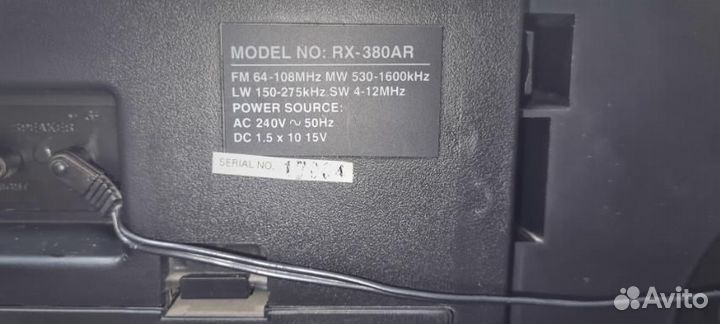 MODEL NO: RX-380AR
FM 64-108MHz MW 530-1600kHz
LW 150-275kHz SW 4-12MHz
POWER SOURCE:
AC 240V ~ 50Hz
DC 1.5 x 10 15V
SPEAKER
SERIAL NO.
Avito